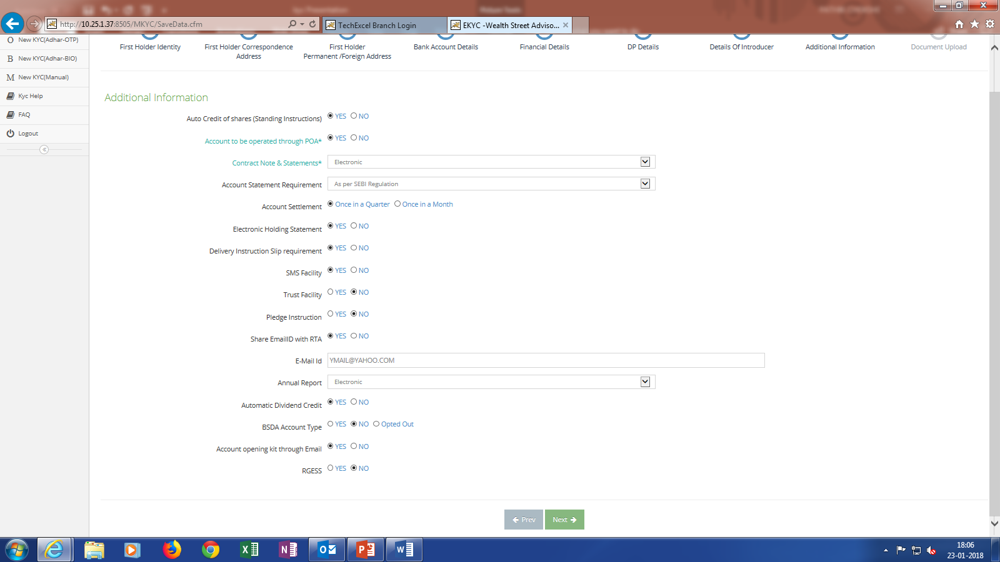 http://10.25.1.37:8505/MKYC/SaveData.cfm
TechExcel Branch Login
EKYC -Wealth Street Adviso...
O New KYC(Adhar-OTP)
B New KYC(Adhar-BIO)
M New KYC(Manual)
Kyc Help
FAQ
Logout
First Holder Identity
First Holder Correspondence
Address
First Holder
Permanent /Foreign Address
Bank Account Details
Financial Details
DP Details
Details Of Introducer
Additional Information
Document Upload
Additional Information
Auto Credit of shares (Standing Instructions) YES NO
Account to be operated through POA* YES NO
Contract Note & Statements* Electronic
Account Statement Requirement As per SEBI Regulation
Account Settlement Once in a Quarter Once in a Month
Electronic Holding Statement YES NO
Delivery Instruction Slip requirement YES NO
SMS Facility YES NO
Trust Facility YES NO
Pledge Instruction YES NO
Share EmailID with RTA YES NO
E-Mail Id YMAIL@YAHOO.COM
Annual Report Electronic
Automatic Dividend Credit YES NO
BSDA Account Type YES NO Opted Out
Account opening kit through Email YES NO
RGESS YES NO
Prev
Next
18:06
23-01-2018